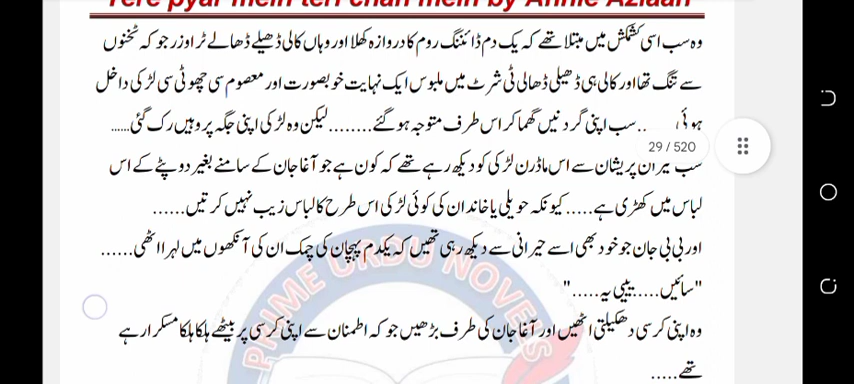 Tere pyar mein teri chah mein by Annie Azlaan
وہ سب اسی کشمکش میں مبتلا تھے کہ یک دم ڈائننگ روم کا دروازہ کھلا اور وہاں کالی ڈھیلے ڈھالے ٹراوزر جو کہ ٹخنوں
سے تنگ تھا اور کالی ہی ڈھیلی ڈھالی ٹی شرٹ میں ملبوس ایک نہایت خوبصورت اور معصوم سی چھوٹی سی لڑکی داخل
ہوئی ...سب اپنی گردنیں گھما کر اس طرف متوجہ ہو گئے........لیکن وہ لڑکی اپنی جگہ پر وہیں رک گئی......
29 / 520
سب حیران پریشان سے اس ماڈرن لڑکی کو دیکھ رہے تھے کہ کون ہے جو آغا جان کے سامنے بغیر دوپٹے کے اس
لباس میں کھڑی ہے.....کیونکہ حویلی یا خاندان کی کوئی لڑکی اس طرح کا لباس زیب نہیں کرتیں......
اور بی بی جان جو خود بھی اسے حیرانی سے دیکھ رہی تھیں کہ یکدم پہچان کی چمک ان کی آنکھوں میں لہرا اٹھی......
"سائیں.....یبی یہ....."
وہ اپنی کرسی دھکیلتی اٹھیں اور آغا جان کی طرف بڑھیں جو کہ اطمنان سے اپنی کرسی پر بیٹھے ہلکا ہلکا مسکرا رہے
تھے.....
PRIME URDU NOVELS